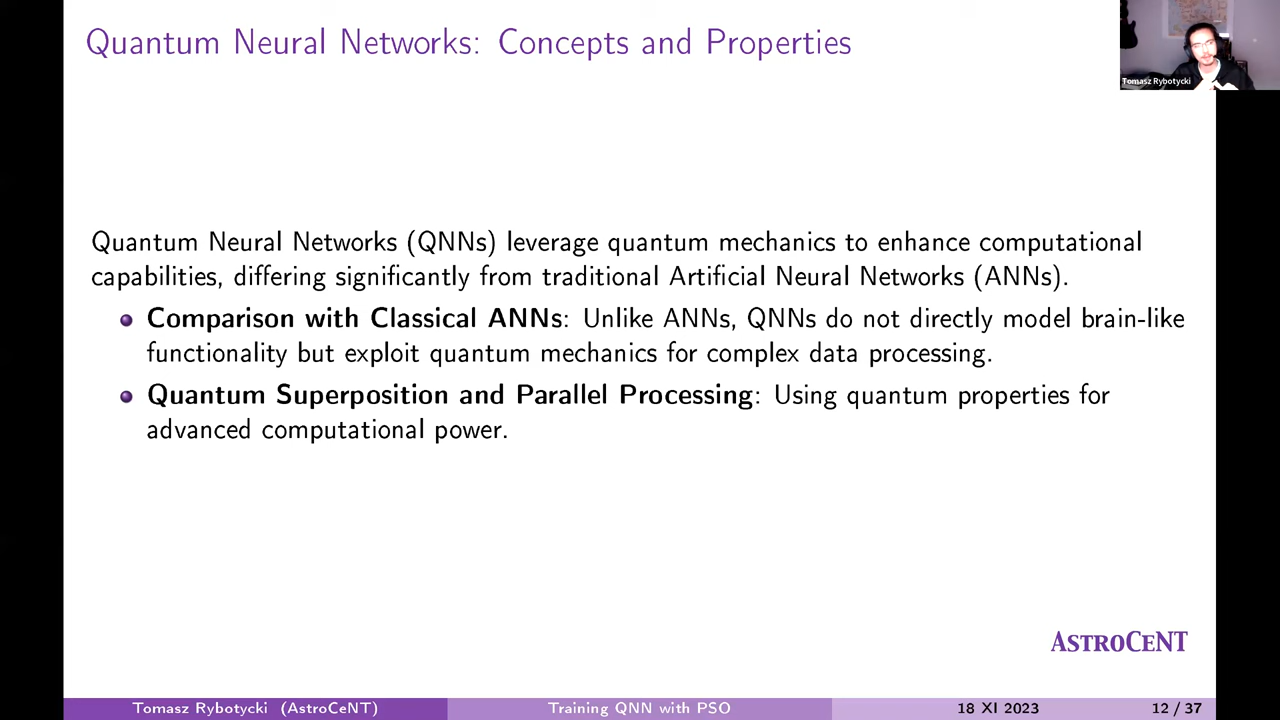 Quantum Neural Networks: Concepts and Properties
Tomasz Rybotycki
Quantum Neural Networks (QNNs) leverage quantum mechanics to enhance computational
capabilities, differing significantly from traditional Artificial Neural Networks (ANNs).
Comparison with Classical ANNs: Unlike ANNs, QNNs do not directly model brain-like
functionality but exploit quantum mechanics for complex data processing.
Quantum Superposition and Parallel Processing: Using quantum properties for
advanced computational power.
ASTROCENT
Tomasz Rybotycki (AstroCeNT) Training QNN with PSO 18 XI 2023 12 / 37